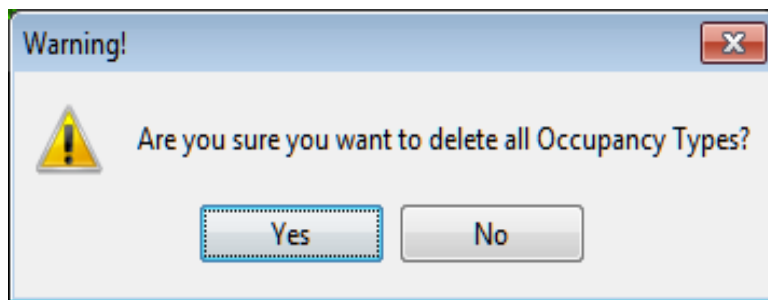 Warning!
Are you sure you want to delete all Occupancy Types?
Yes
No